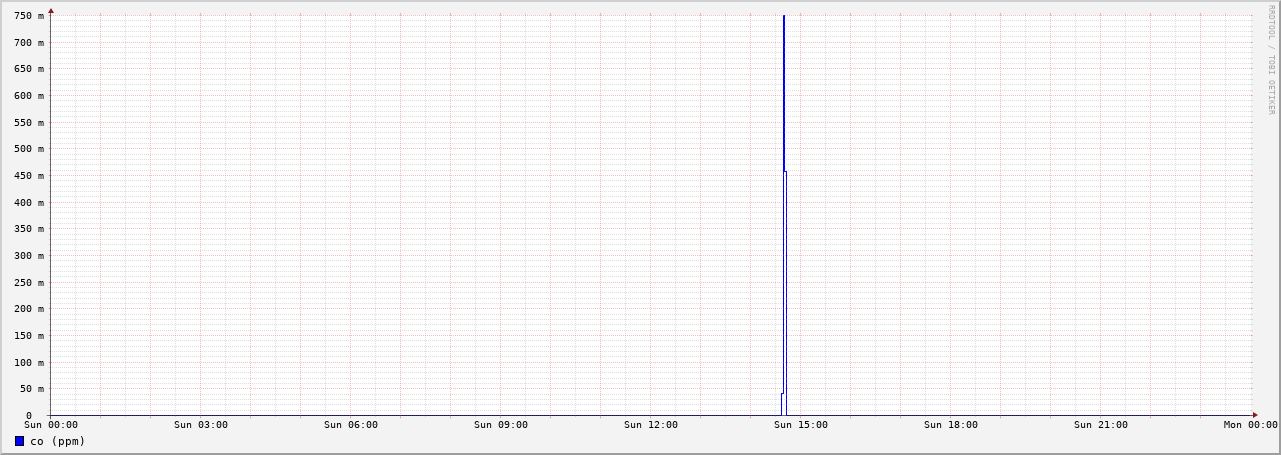 750 m
700 m
650 m
600 m
550 m
500 m
450 m
400 m
350 m
300 m
250 m
200 m
150 m
100 m
50 m
0
Sun 00:00 Sun 03:00 Sun 06:00 Sun 09:00 Sun 12:00 Sun 15:00 Sun 18:00 Sun 21:00 Mon 00:00
co (ppm)
RRDTOOL / TOBI OETIKER